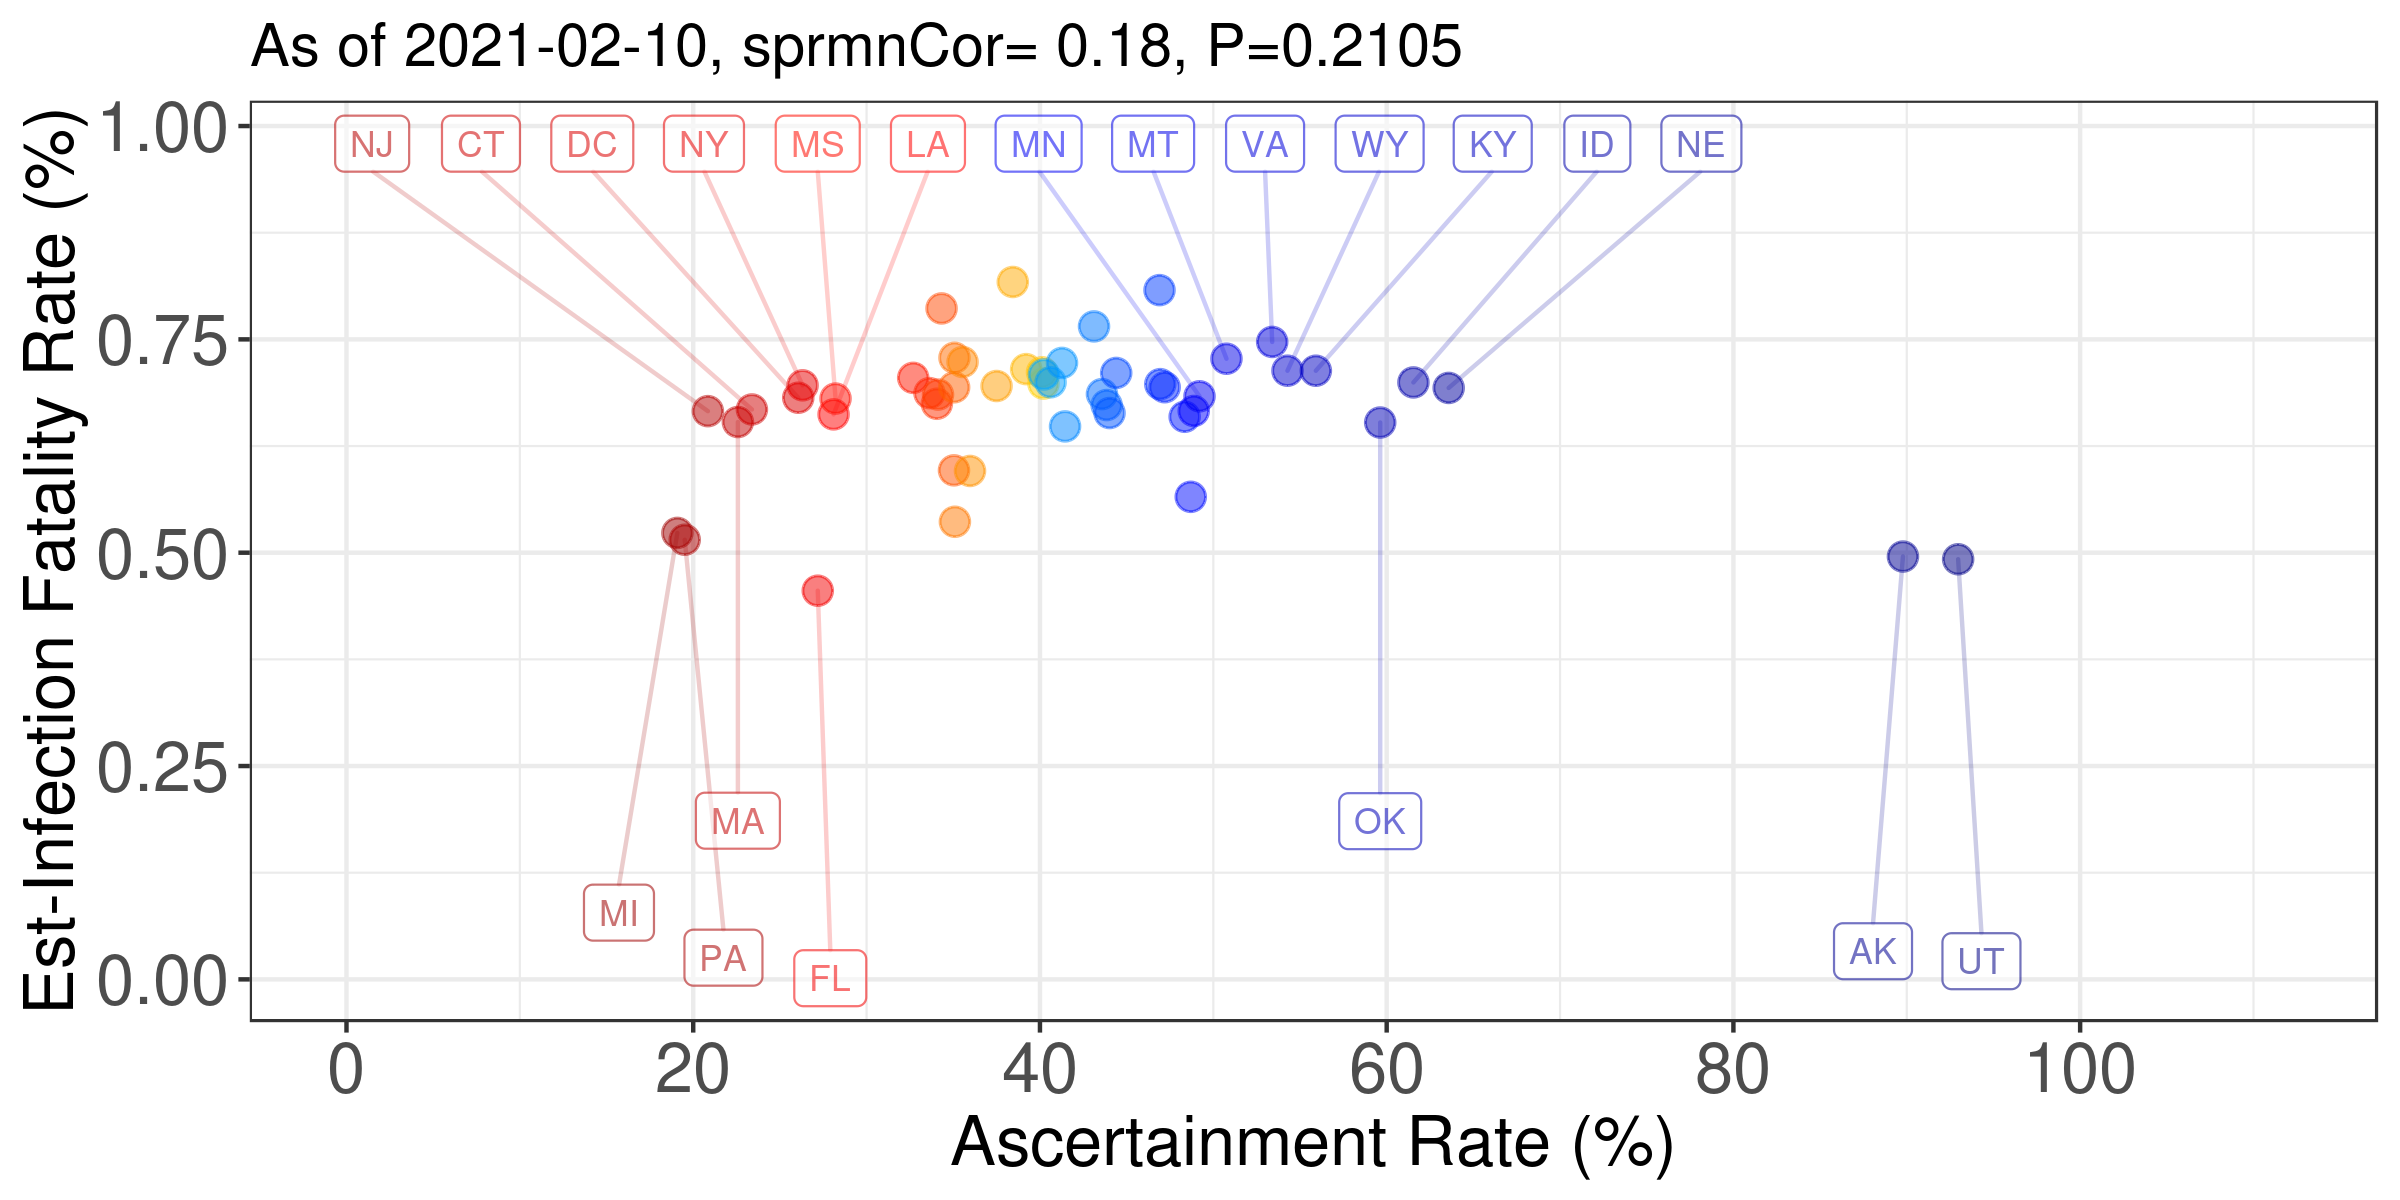 As of 2021-02-10, sprmnCor= 0.18, P=0.2105
Est-Infection Fatality Rate (%)
1.00
0.75
0.50
0.25
0.00
NJ CT DC NY MS LA MN MT VA WY KY ID NE
MA OK
MI
PA FL AK UT
0 20 40 60 80 100
Ascertainment Rate (%)